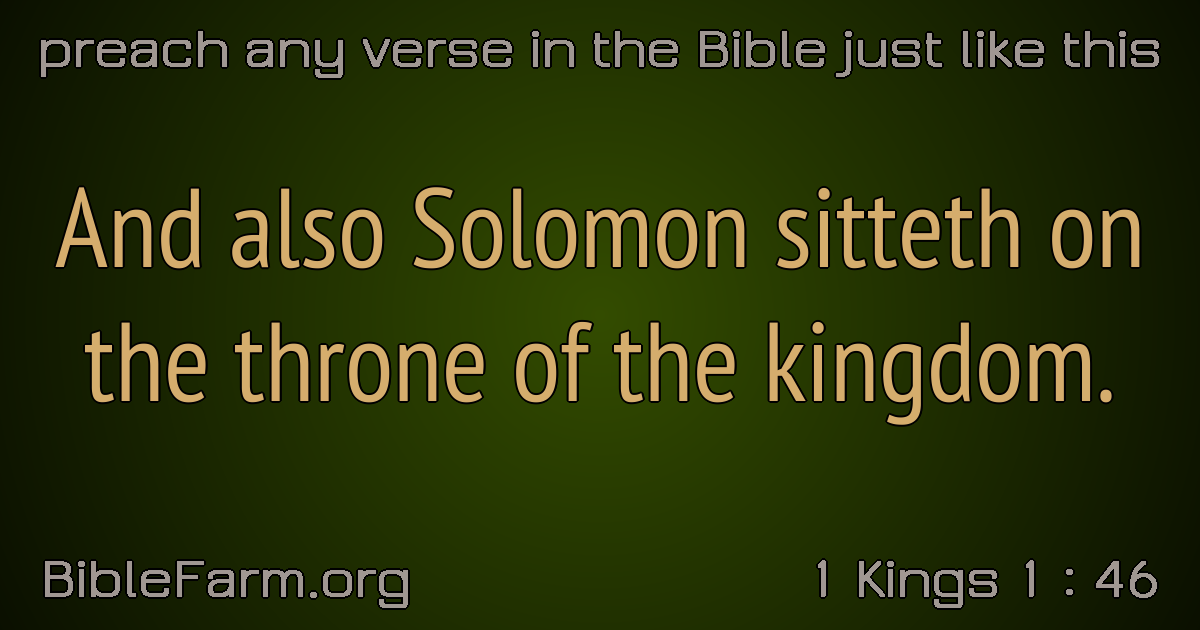 preach any verse in the Bible just like this
And also Solomon sitteth on
the throne of the kingdom.
BibleFarm.org
1 Kings 1 : 46